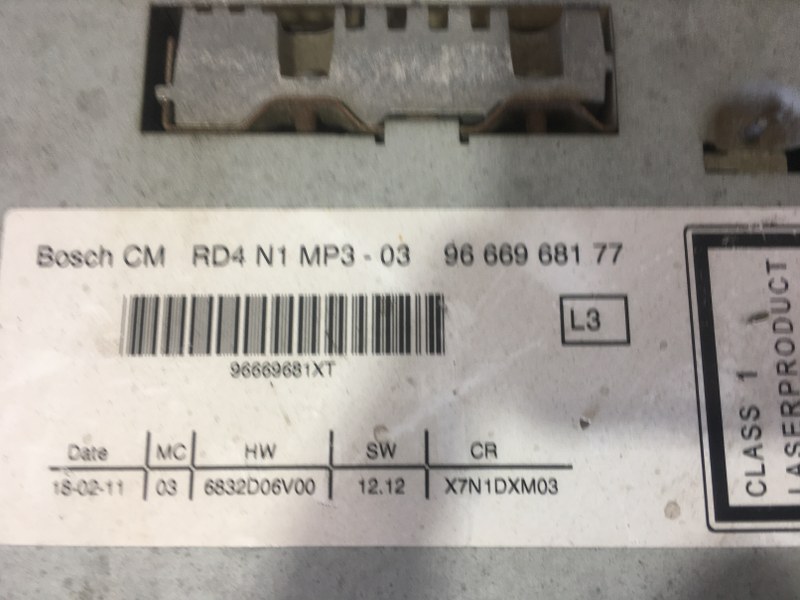 Bosch CM RD4 N1 MP3 - 03 96 669 681 77
L3
96669681XT
Date MC HW SW CR
18-02-11 03 6832D06V00 12.12 X7N1DXM03
CLASS 1
LASERPRODUCT